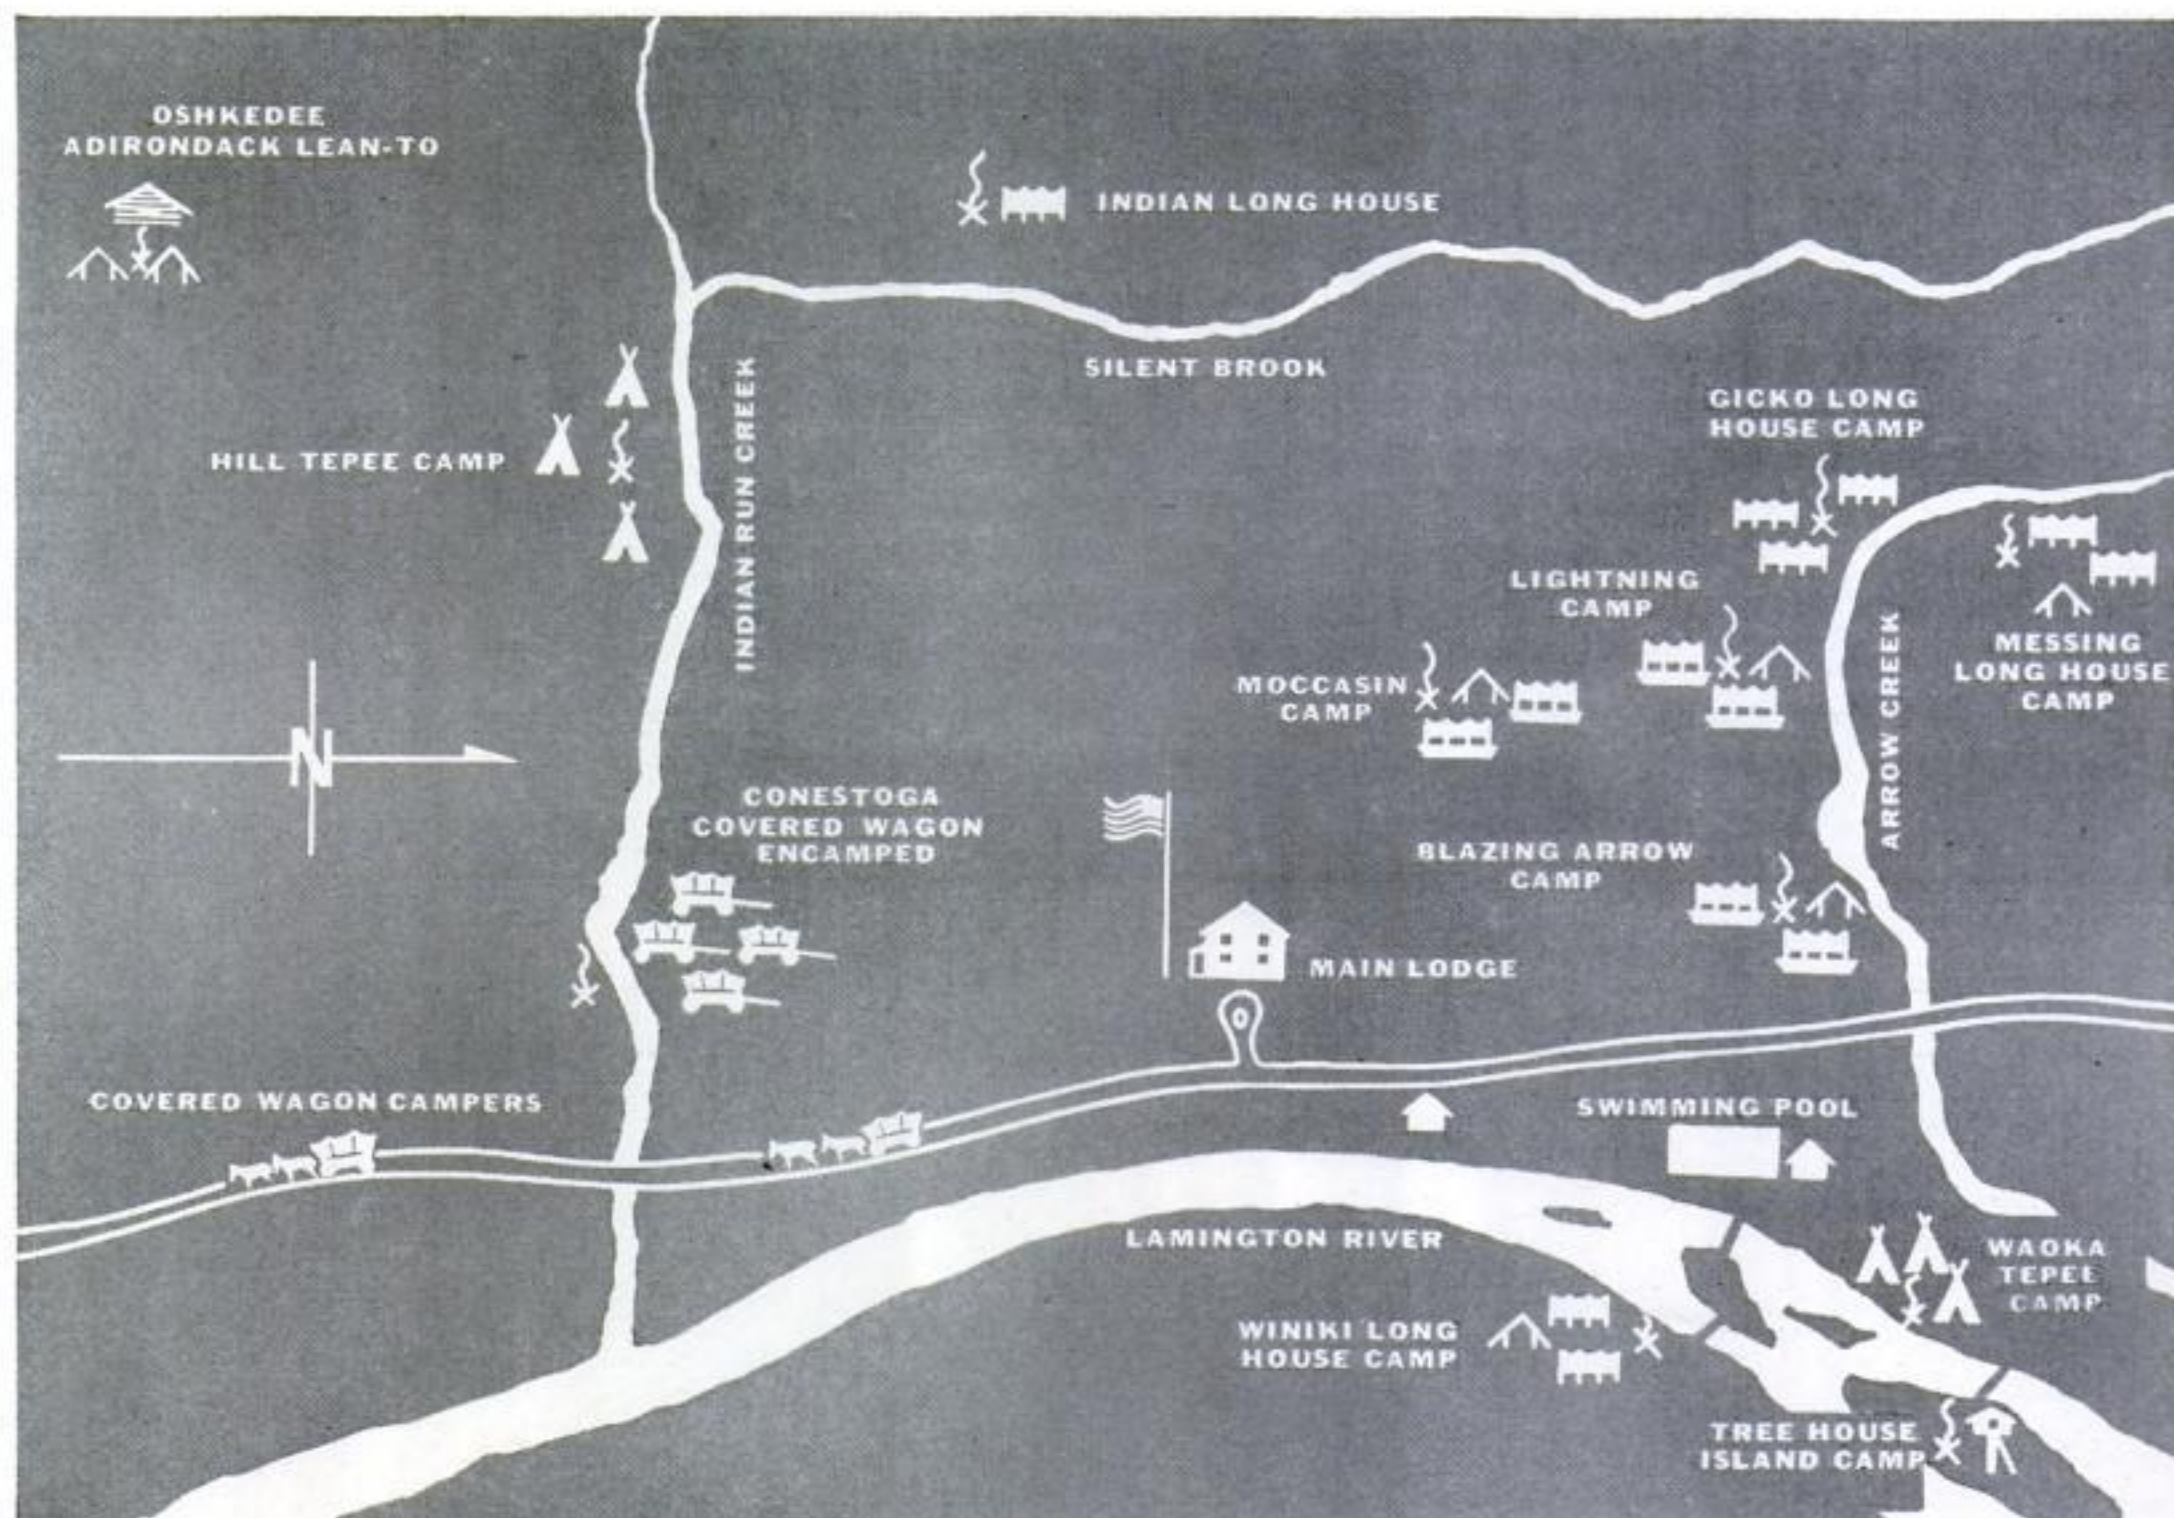 OSHKEDEE
ADIRONDACK LEAN-TO
INDIAN LONG HOUSE
SILENT BROOK
INDIAN RUN CREEK
HILL TEPEE CAMP
GICKO LONG
HOUSE CAMP
LIGHTNING
CAMP
MOCCASIN
CAMP
ARROW CREEK
MESSING
LONG HOUSE
CAMP
N
CONESTOGA
COVERED WAGON
ENCAMPED
BLAZING ARROW
CAMP
MAIN LODGE
COVERED WAGON CAMPERS
SWIMMING POOL
LAMINGTON RIVER
WAOKA
TEPEE
CAMP
WINIKI LONG
HOUSE CAMP
TREE HOUSE
ISLAND CAMP